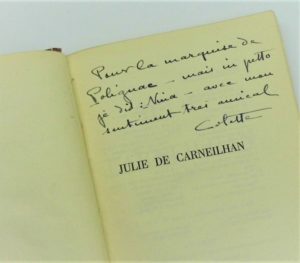 Pour la marquise de
Polignac – mais in petto
je dis : Nina – avec mon
sentiment très amical
Colette
JULIE DE CARNEILHAN